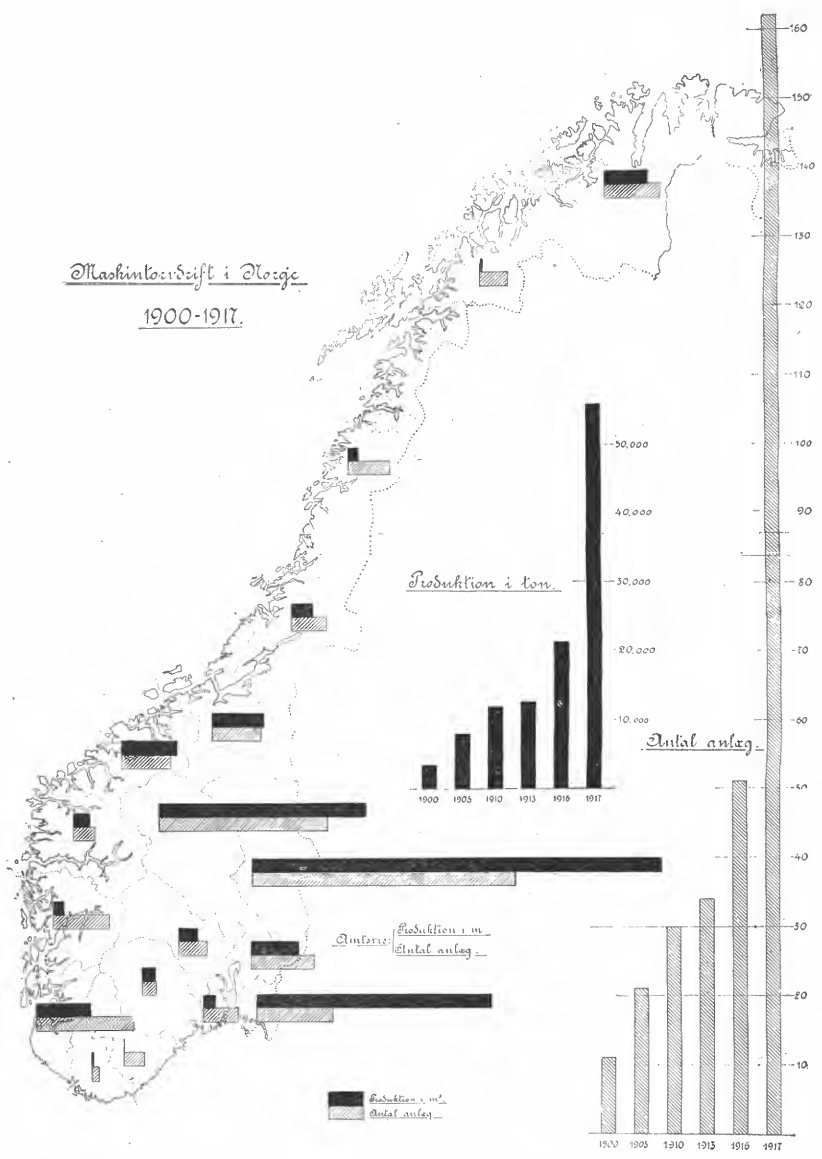 Maskintorvdrift i Norge
1900-1917.
Produktion i ton.
50,000
40,000
30,000
20,000
10,000
1900 1905 1910 1913 1916 1917
Antal anlæg.
160
150
140
130
120
110
100
90
80
70
60
50
40
30
20
10
1900 1905 1910 1913 1916 1917
Amtsvis: Produktion i m
Antal anlæg.
Produktion i m³.
Antal anlæg